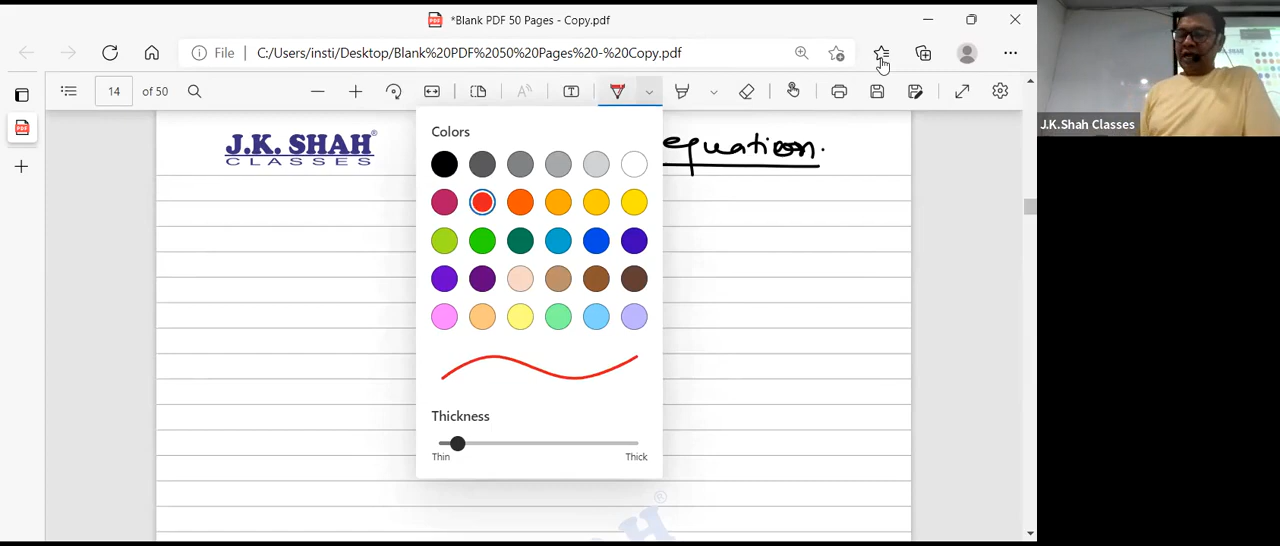 *Blank PDF 50 Pages - Copy.pdf
File C:/Users/insti/Desktop/Blank%20PDF%2050%20Pages%20-%20Copy.pdf
14 of 50
J.K.Shah Classes
J.K. SHAH®
CLASSES
equation.
Colors
Thickness
Thin Thick